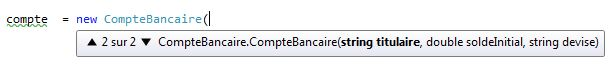 compte = new CompteBancaire(
▲ 2 sur 2 ▼ CompteBancaire.CompteBancaire(string titulaire, double soldeInitial, string devise)